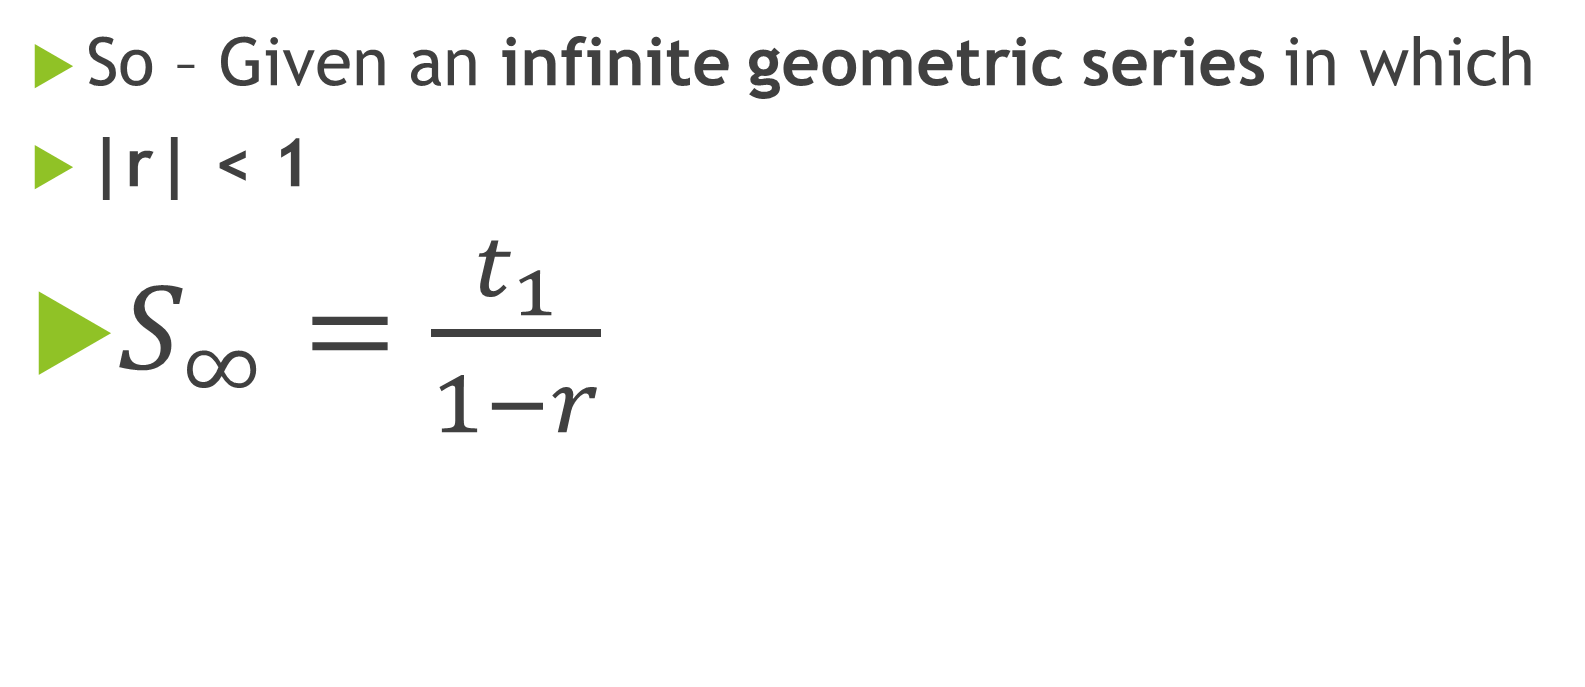 So – Given an infinite geometric series in which
|r| < 1
S∞ = t₁/(1−r)